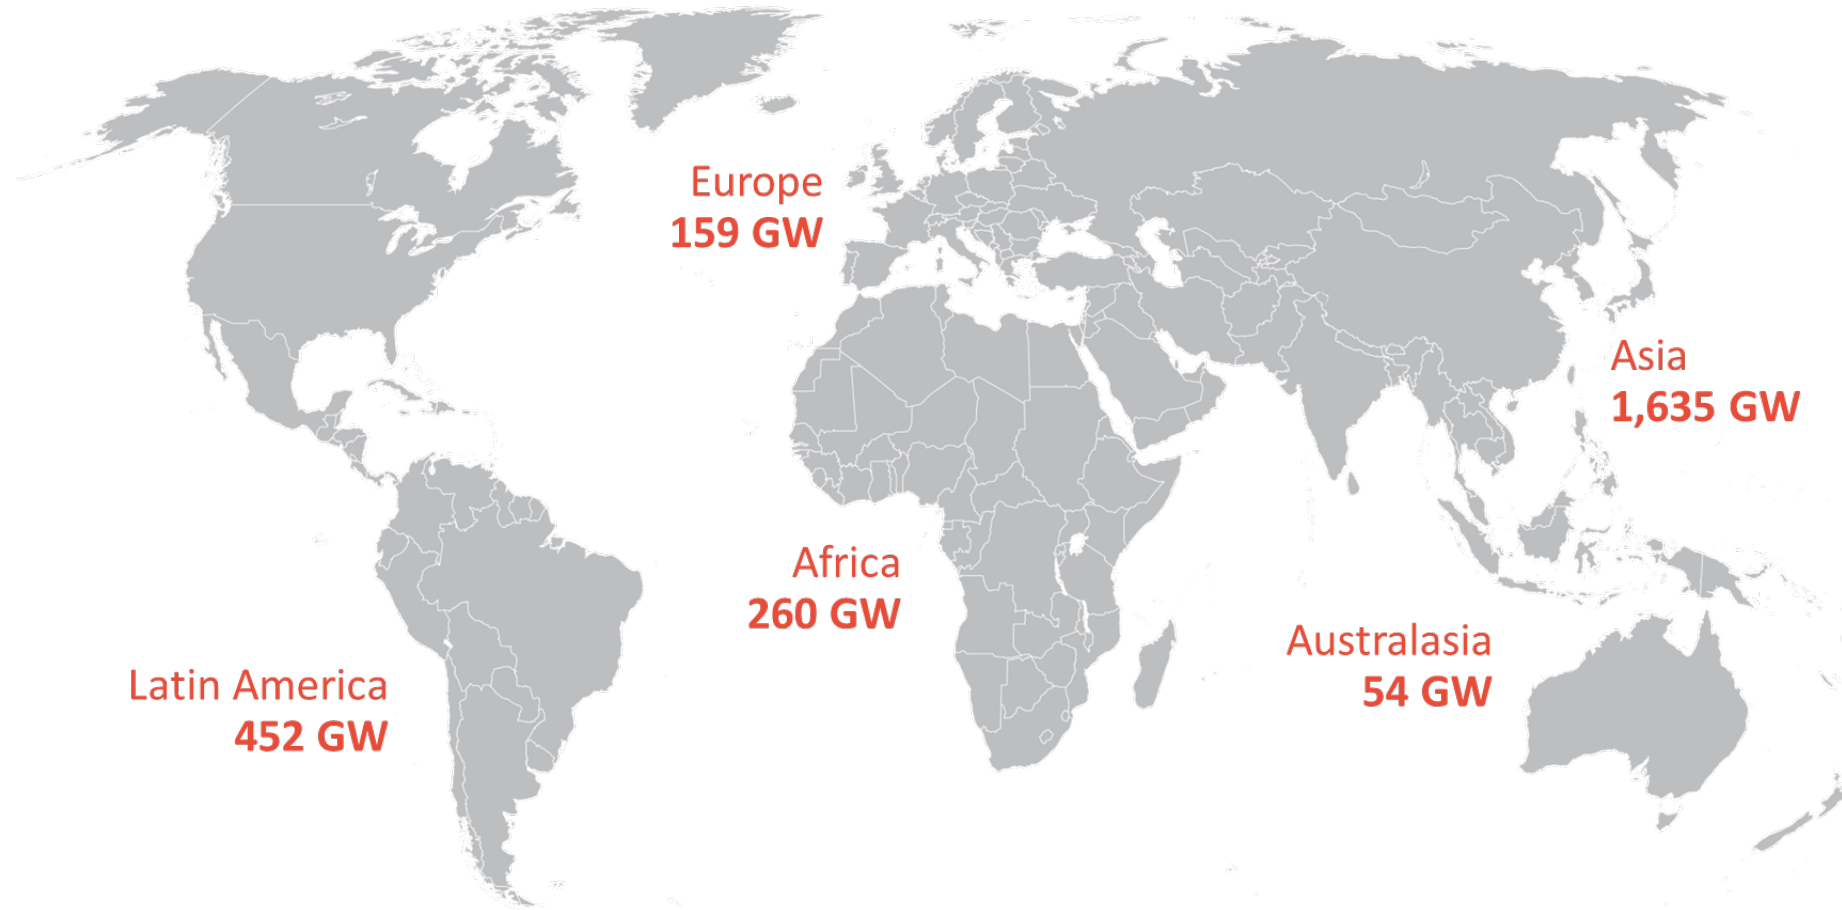 Europe
159 GW
Asia
1,635 GW
Africa
260 GW
Australasia
54 GW
Latin America
452 GW